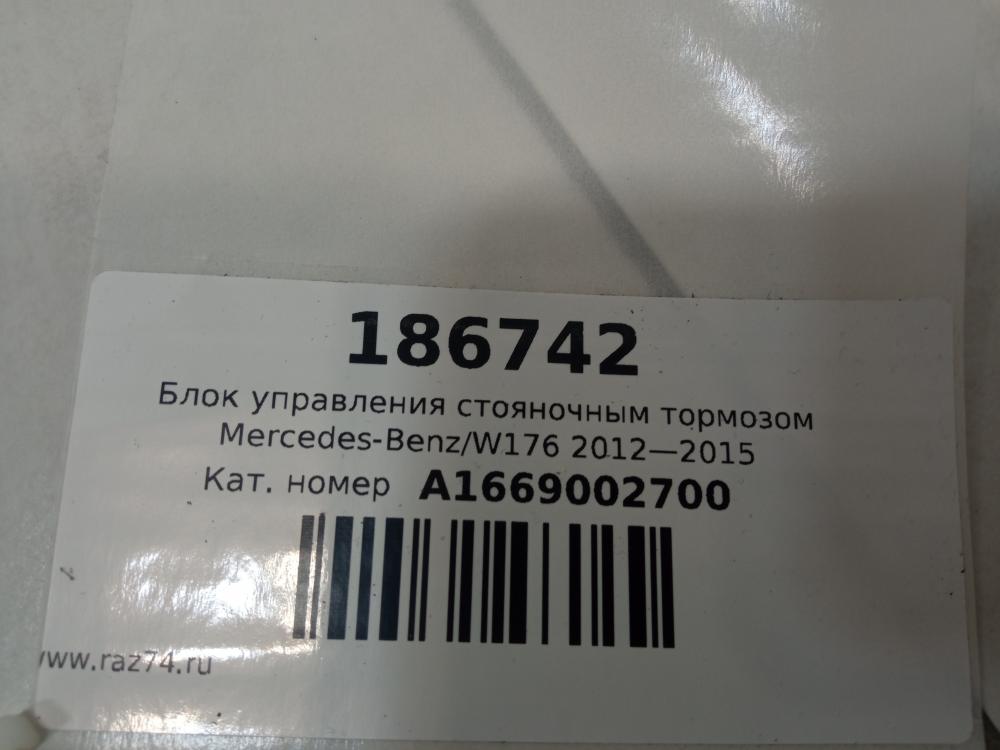 186742
Блок управления стояночным тормозом
Mercedes-Benz/W176 2012—2015
Кат. номер A1669002700
www.raz74.ru